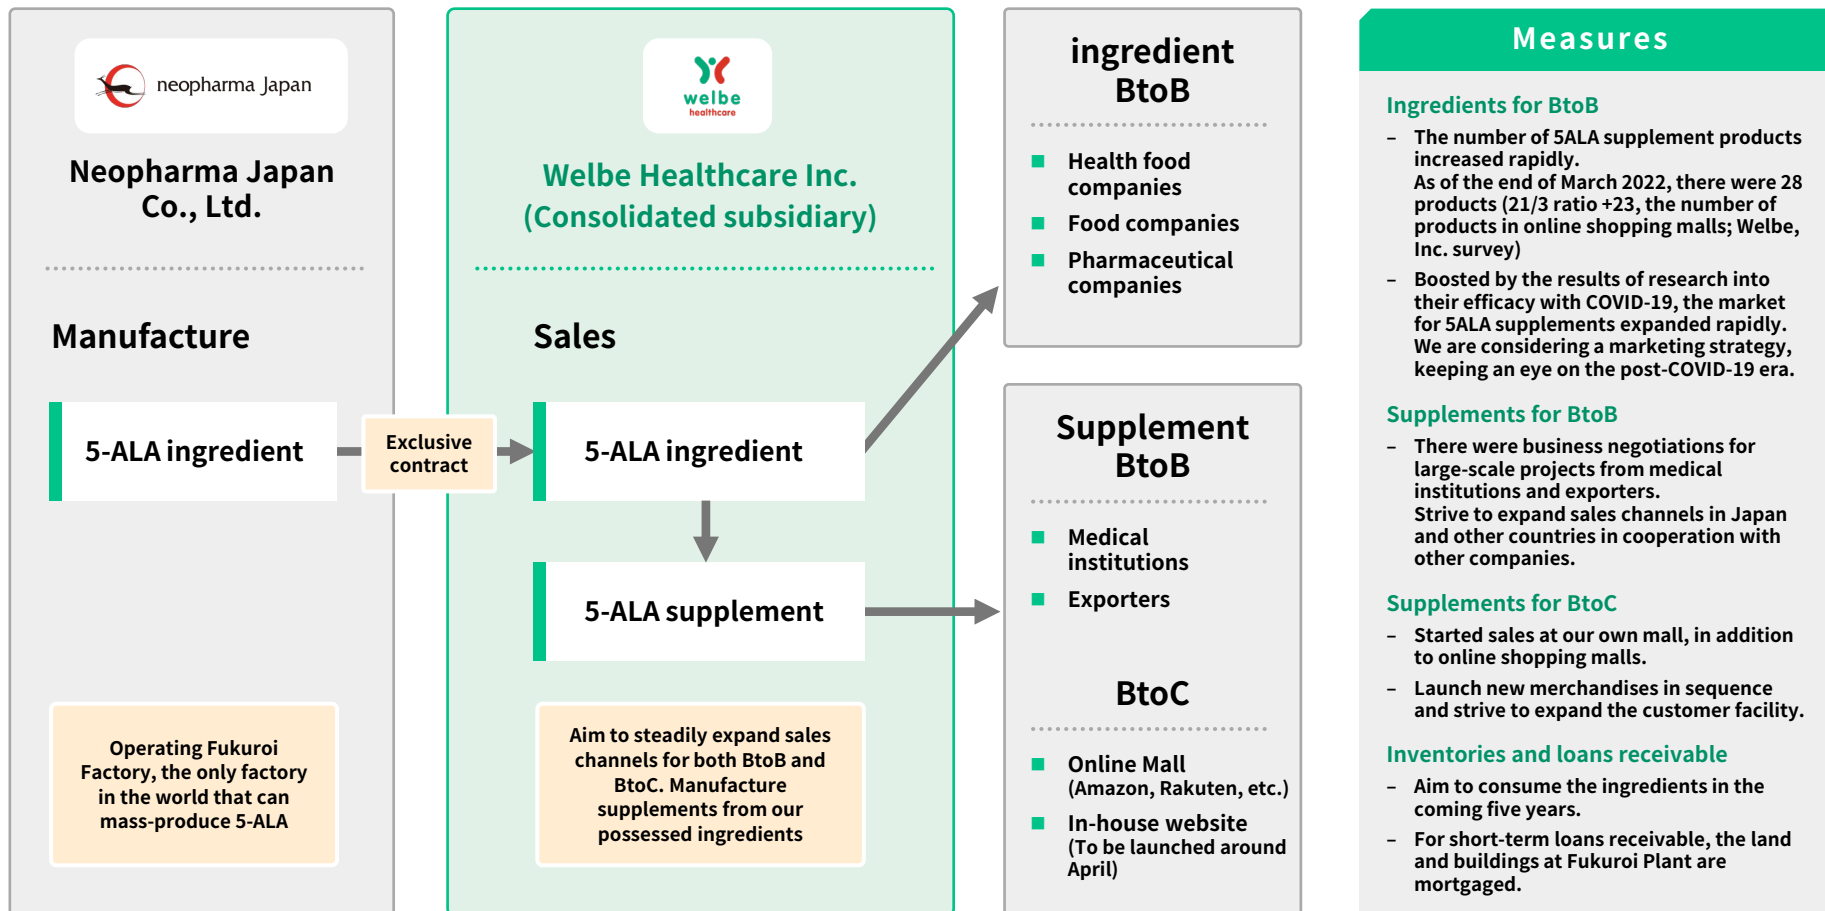 neopharma Japan
Neopharma Japan
Co., Ltd.
Manufacture
5-ALA ingredient
Operating Fukuroi
Factory, the only factory
in the world that can
mass-produce 5-ALA
Exclusive
contract
welbe
healthcare
Welbe Healthcare Inc.
(Consolidated subsidiary)
Sales
5-ALA ingredient
5-ALA supplement
Aim to steadily expand sales
channels for both BtoB and
BtoC. Manufacture
supplements from our
possessed ingredients
ingredient
BtoB
Health food
companies
Food companies
Pharmaceutical
companies
Supplement
BtoB
Medical
institutions
Exporters
BtoC
Online Mall
(Amazon, Rakuten, etc.)
In-house website
(To be launched around
April)
Measures
Ingredients for BtoB
– The number of 5ALA supplement products
increased rapidly.
As of the end of March 2022, there were 28
products (21/3 ratio +23, the number of
products in online shopping malls; Welbe,
Inc. survey)
– Boosted by the results of research into
their efficacy with COVID-19, the market
for 5ALA supplements expanded rapidly.
We are considering a marketing strategy,
keeping an eye on the post-COVID-19 era.
Supplements for BtoB
– There were business negotiations for
large-scale projects from medical
institutions and exporters.
Strive to expand sales channels in Japan
and other countries in cooperation with
other companies.
Supplements for BtoC
– Started sales at our own mall, in addition
to online shopping malls.
– Launch new merchandises in sequence
and strive to expand the customer facility.
Inventories and loans receivable
– Aim to consume the ingredients in the
coming five years.
– For short-term loans receivable, the land
and buildings at Fukuroi Plant are
mortgaged.